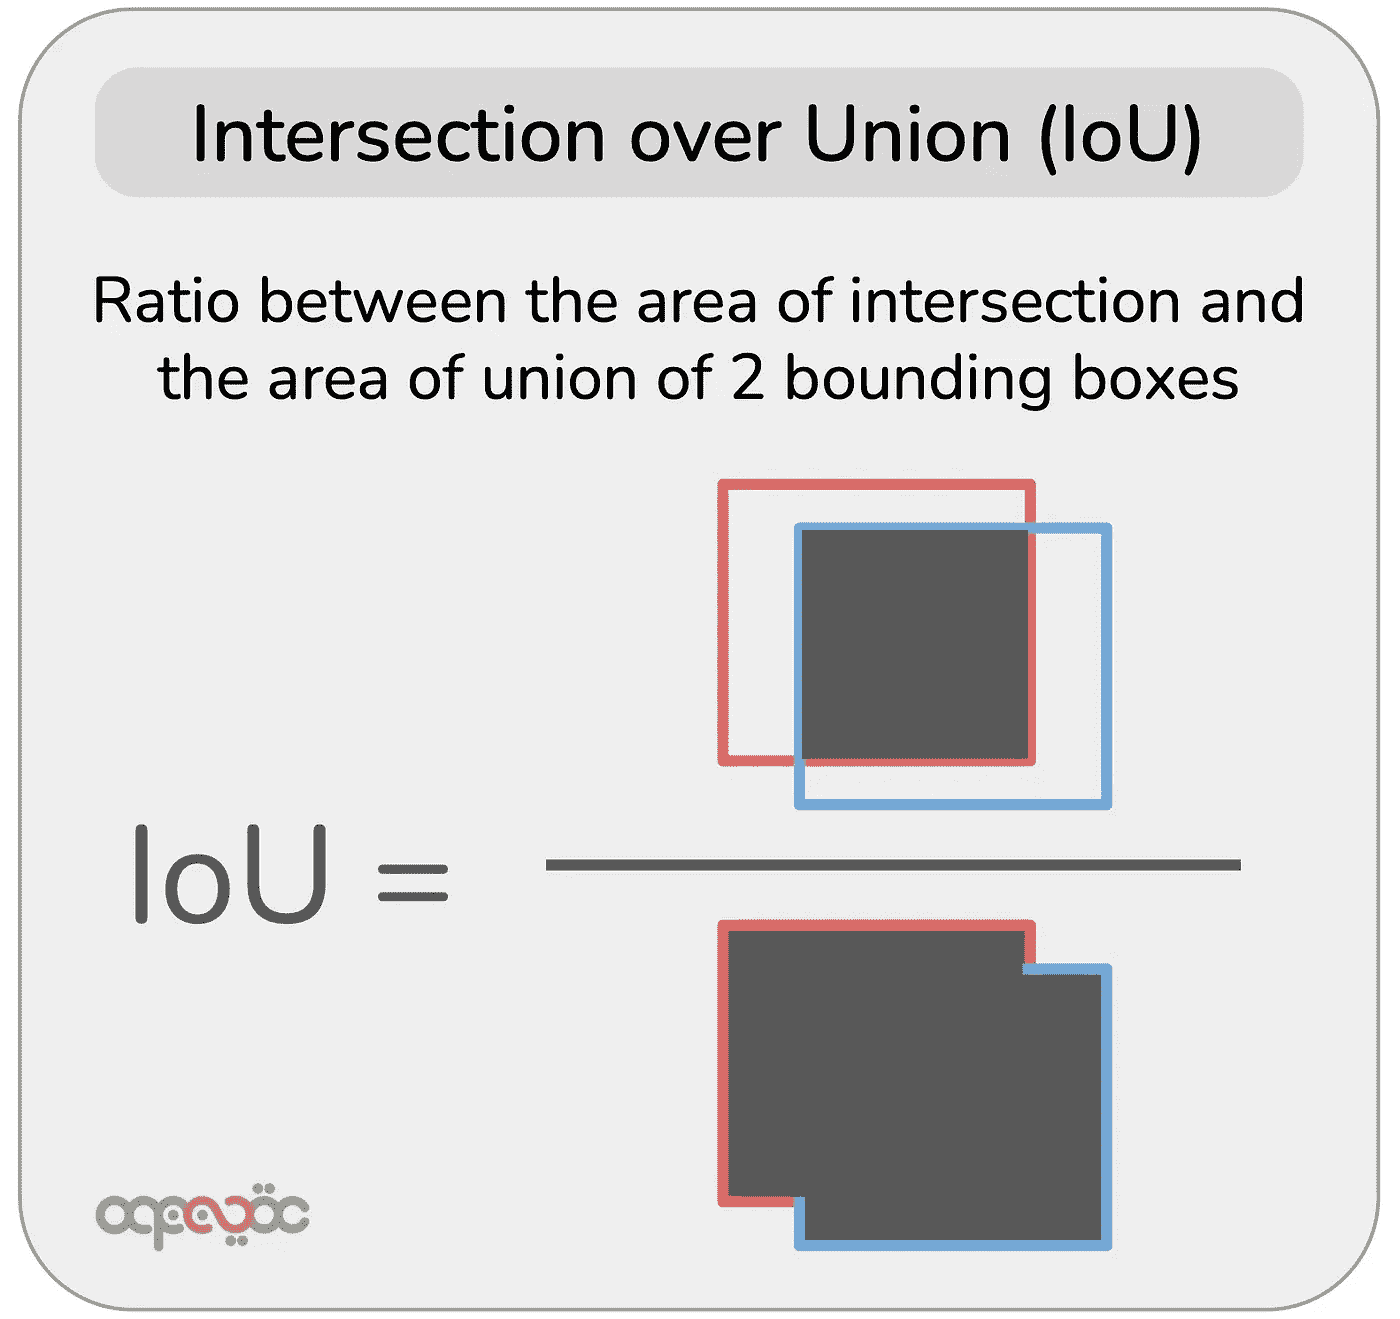 Intersection over Union (IoU)
Ratio between the area of intersection and
the area of union of 2 bounding boxes
IoU =